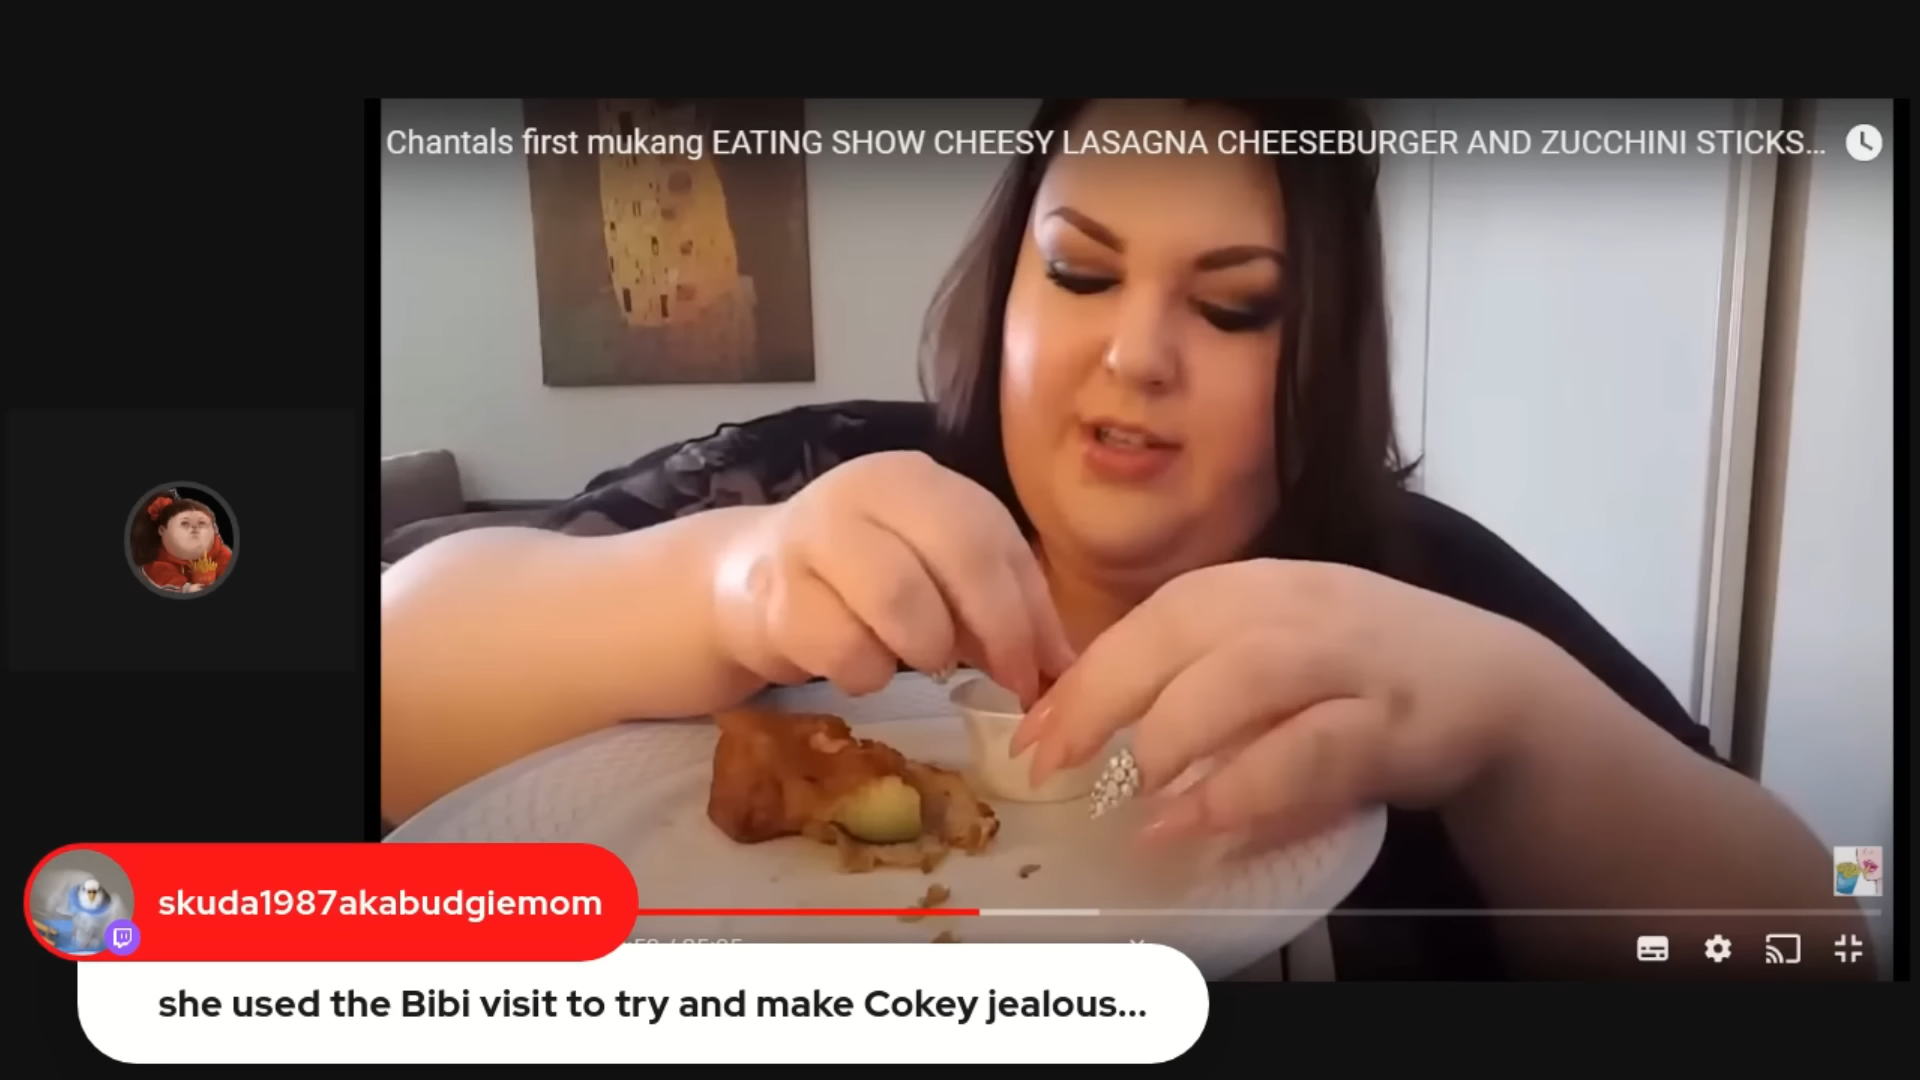 Chantals first mukang EATING SHOW CHEESY LASAGNA CHEESEBURGER AND ZUCCHINI STICKS...
skuda1987akabudgiemom
she used the Bibi visit to try and make Cokey jealous...